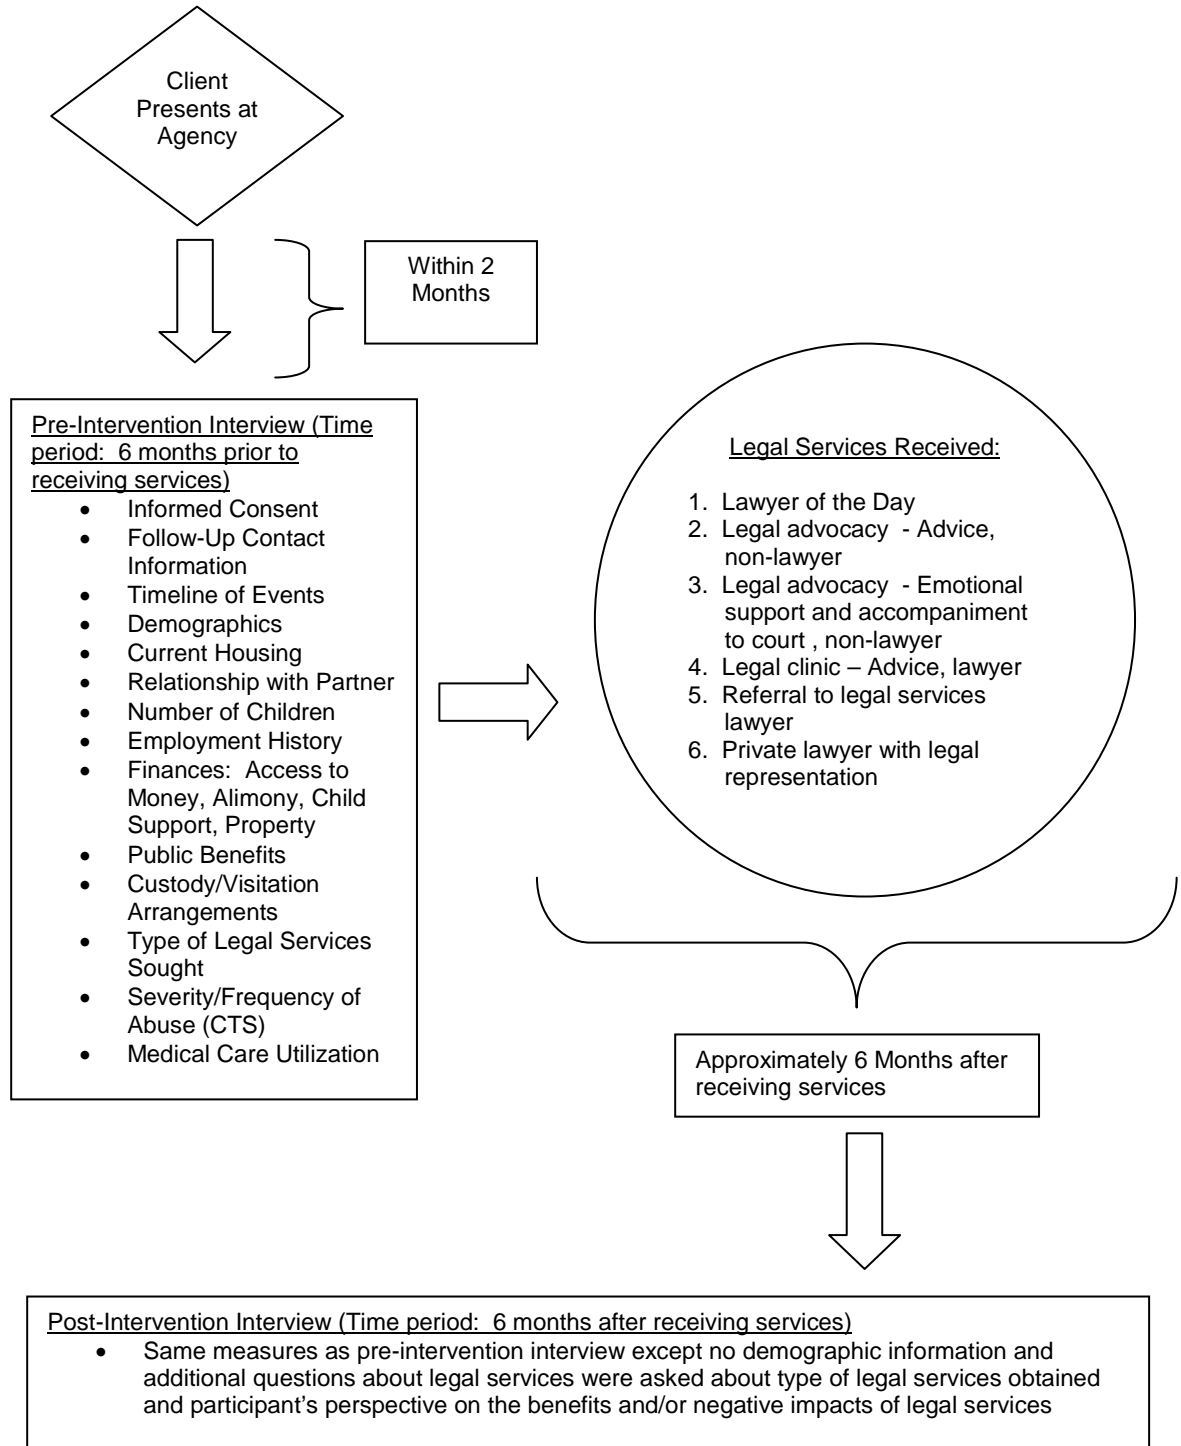 Client
Presents at
Agency
Within 2
Months
Pre-Intervention Interview (Time
period:  6 months prior to
receiving services)
• Informed Consent
• Follow-Up Contact
Information
• Timeline of Events
• Demographics
• Current Housing
• Relationship with Partner
• Number of Children
• Employment History
• Finances:  Access to
Money, Alimony, Child
Support, Property
• Public Benefits
• Custody/Visitation
Arrangements
• Type of Legal Services
Sought
• Severity/Frequency of
Abuse (CTS)
• Medical Care Utilization
Legal Services Received:
1.  Lawyer of the Day
2.  Legal advocacy  - Advice,
non-lawyer
3.  Legal advocacy  - Emotional
support and accompaniment
to court , non-lawyer
4.  Legal clinic – Advice, lawyer
5.  Referral to legal services
lawyer
6.  Private lawyer with legal
representation
Approximately 6 Months after
receiving services
Post-Intervention Interview (Time period:  6 months after receiving services)
• Same measures as pre-intervention interview except no demographic information and
additional questions about legal services were asked about type of legal services obtained
and participant's perspective on the benefits and/or negative impacts of legal services